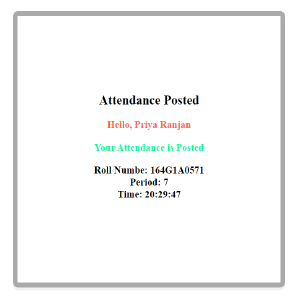 Attendance Posted
Hello, Priya Ranjan
Your Attendance is Posted
Roll Numbe: 164G1A0571
Period: 7
Time: 20:29:47